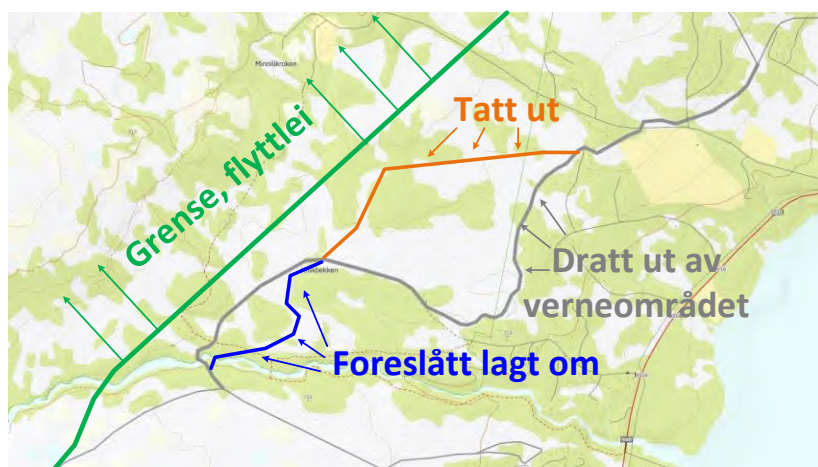 Minnilikroken
Tatt ut
Grense, flyttlei
Dratt ut av
verneområdet
Foreslått lagt om